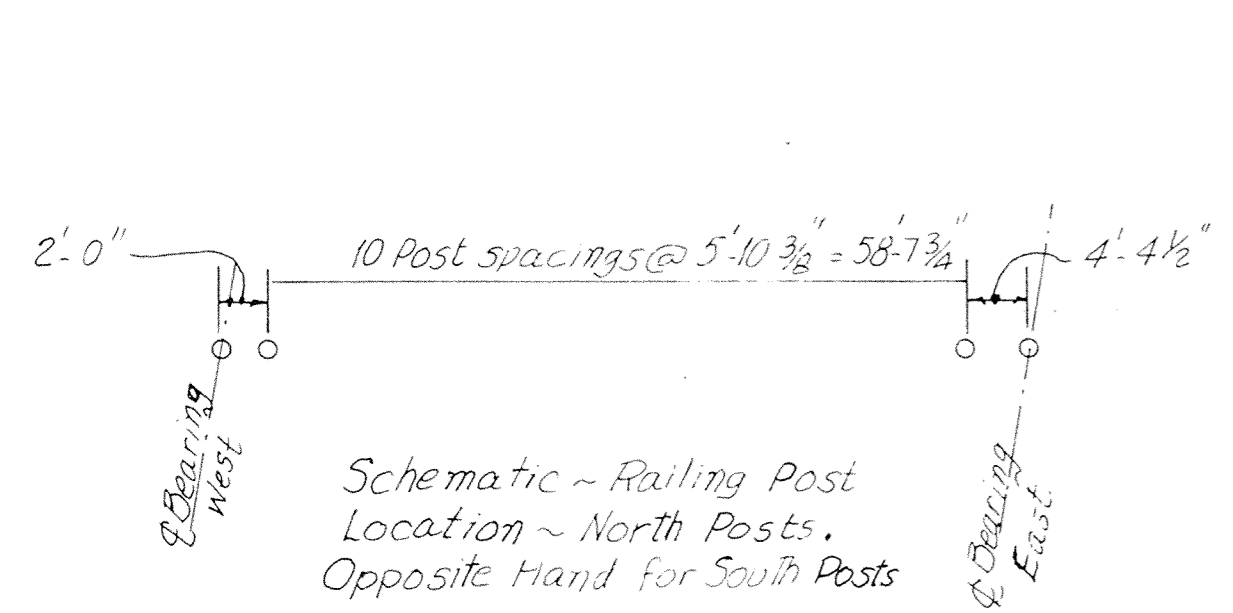 2'-0"
10 Post spacings @ 5'-10 3/8" = 58'-7 3/4"
4'-4 1/2"
℄ Bearing
West
℄ Bearing
East
Schematic ~ Railing Post
Location ~ North Posts.
Opposite Hand for South Posts